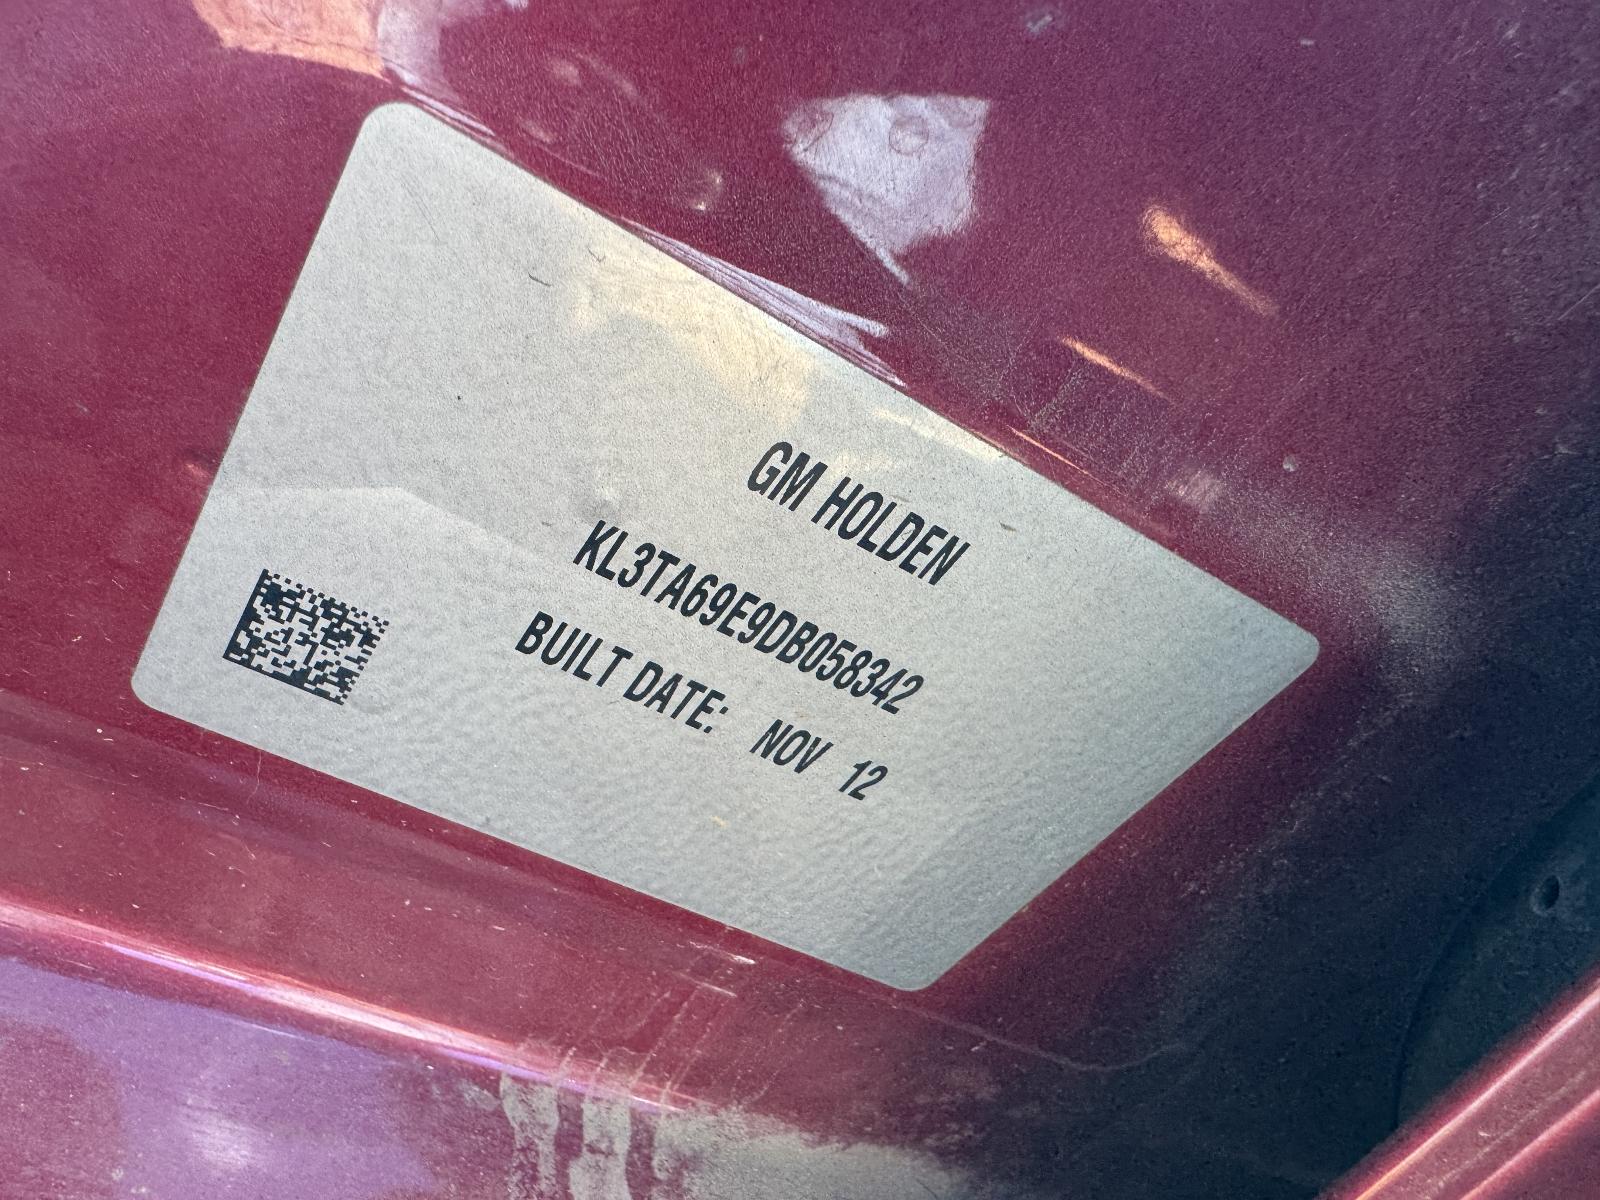 GM HOLDEN
KL3TA69E9DB058342
BUILT DATE: NOV 12